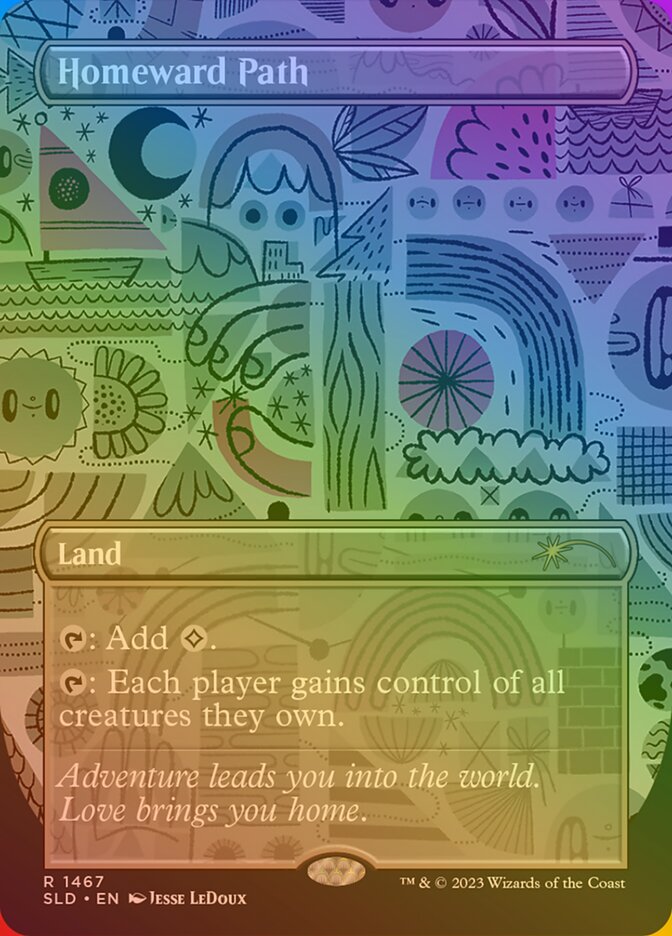 Homeward Path
Land
: Add .
: Each player gains control of all
creatures they own.
Adventure leads you into the world.
Love brings you home.
R 1467
SLD • EN Jesse LeDoux
™ & © 2023 Wizards of the Coast